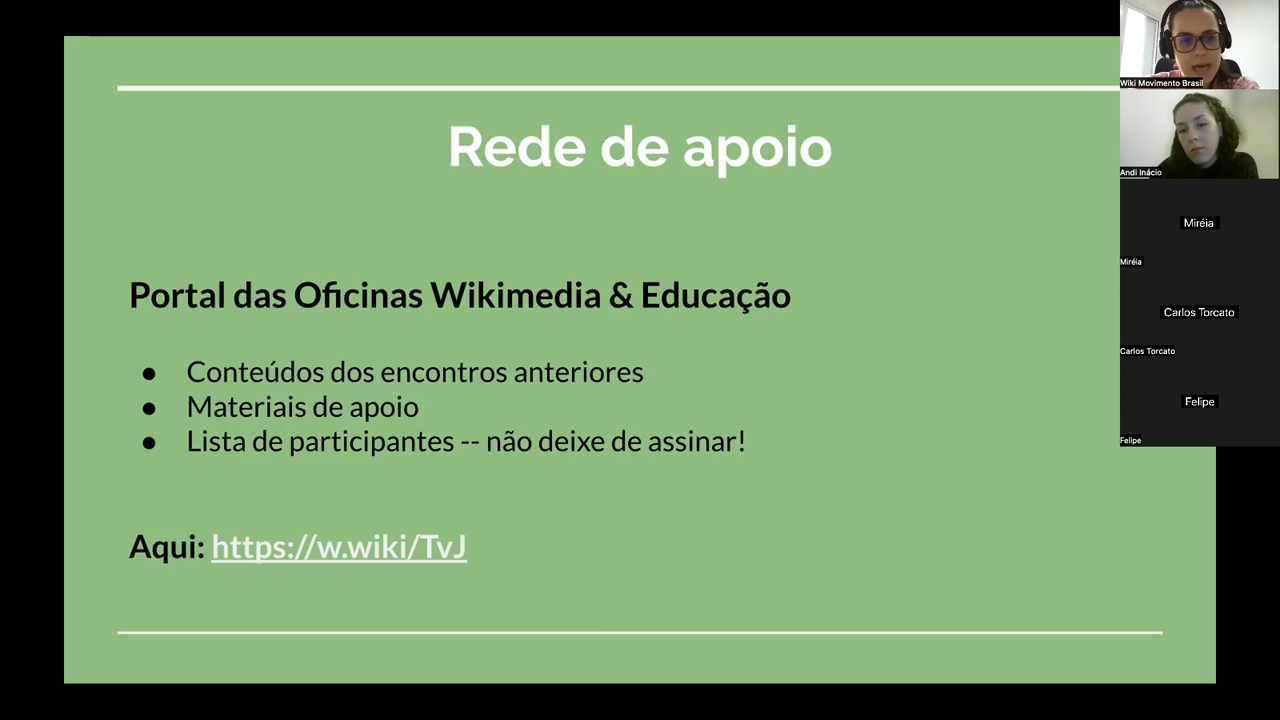 Rede de apoio
Portal das Oficinas Wikimedia & Educação
● Conteúdos dos encontros anteriores
● Materiais de apoio
● Lista de participantes -- não deixe de assinar!
Aqui: https://w.wiki/TvJ
Wiki Movimento Brasil
Andi Inácio
Miréia
Miréia
Carlos Torcato
Carlos Torcato
Felipe
Felipe